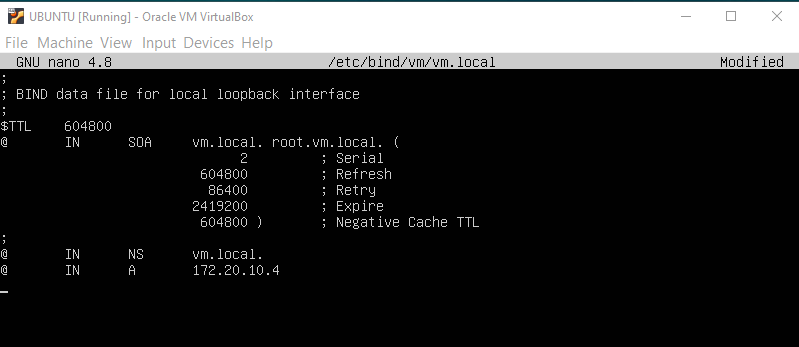 UBUNTU [Running] - Oracle VM VirtualBox
File Machine View Input Devices Help
GNU nano 4.8 /etc/bind/vm/vm.local Modified
;
; BIND data file for local loopback interface
;
$TTL 604800
@ IN SOA vm.local. root.vm.local. (
2 ; Serial
604800 ; Refresh
86400 ; Retry
2419200 ; Expire
604800 ) ; Negative Cache TTL
;
@ IN NS vm.local.
@ IN A 172.20.10.4